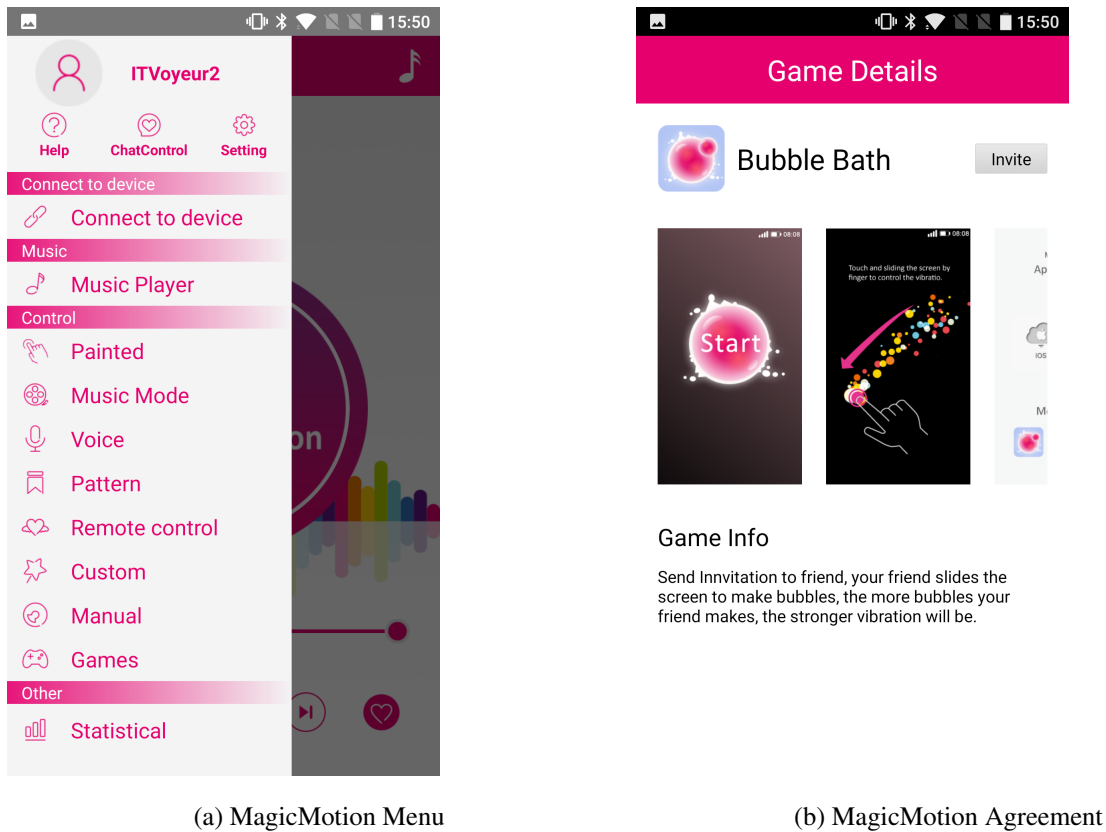 15:50
ITVoyeur2
Help ChatControl Setting
Connect to device
Connect to device
Music
Music Player
Control
Painted
Music Mode
Voice
Pattern
Remote control
Custom
Manual
Games
Other
Statistical
on
(a) MagicMotion Menu
15:50
Game Details
Bubble Bath
Invite
08:08
Start
08:08
Touch and sliding the screen by
finger to control the vibratio.
Ap
IOS
M
Game Info
Send Innvitation to friend, your friend slides the
screen to make bubbles, the more bubbles your
friend makes, the stronger vibration will be.
(b) MagicMotion Agreement